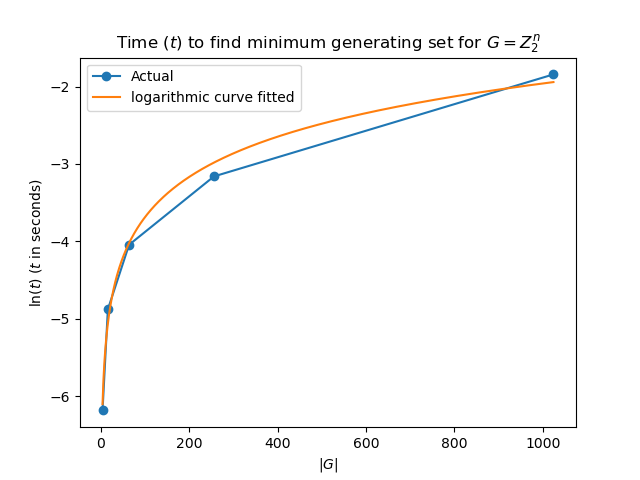 Time (t) to find minimum generating set for G = Z₂ⁿ
Actual
logarithmic curve fitted
−2
−3
−4
−5
−6
ln(t) (t in seconds)
0 200 400 600 800 1000
|G|